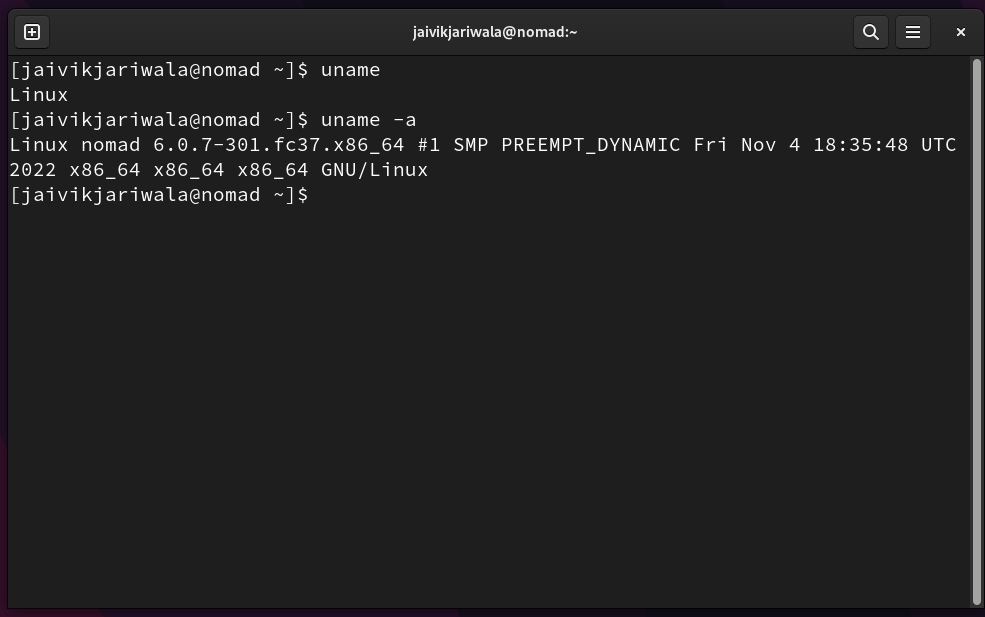 jaivikjariwala@nomad:~
[jaivikjariwala@nomad ~]$ uname
Linux
[jaivikjariwala@nomad ~]$ uname -a
Linux nomad 6.0.7-301.fc37.x86_64 #1 SMP PREEMPT_DYNAMIC Fri Nov 4 18:35:48 UTC
2022 x86_64 x86_64 x86_64 GNU/Linux
[jaivikjariwala@nomad ~]$